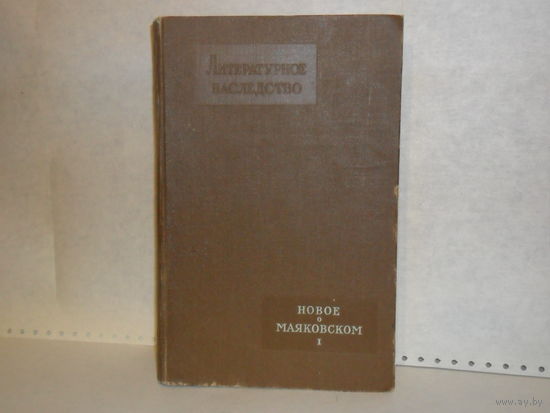 Литературное
наследство
НОВОЕ
о
МАЯКОВСКОМ
I
www.ay.by